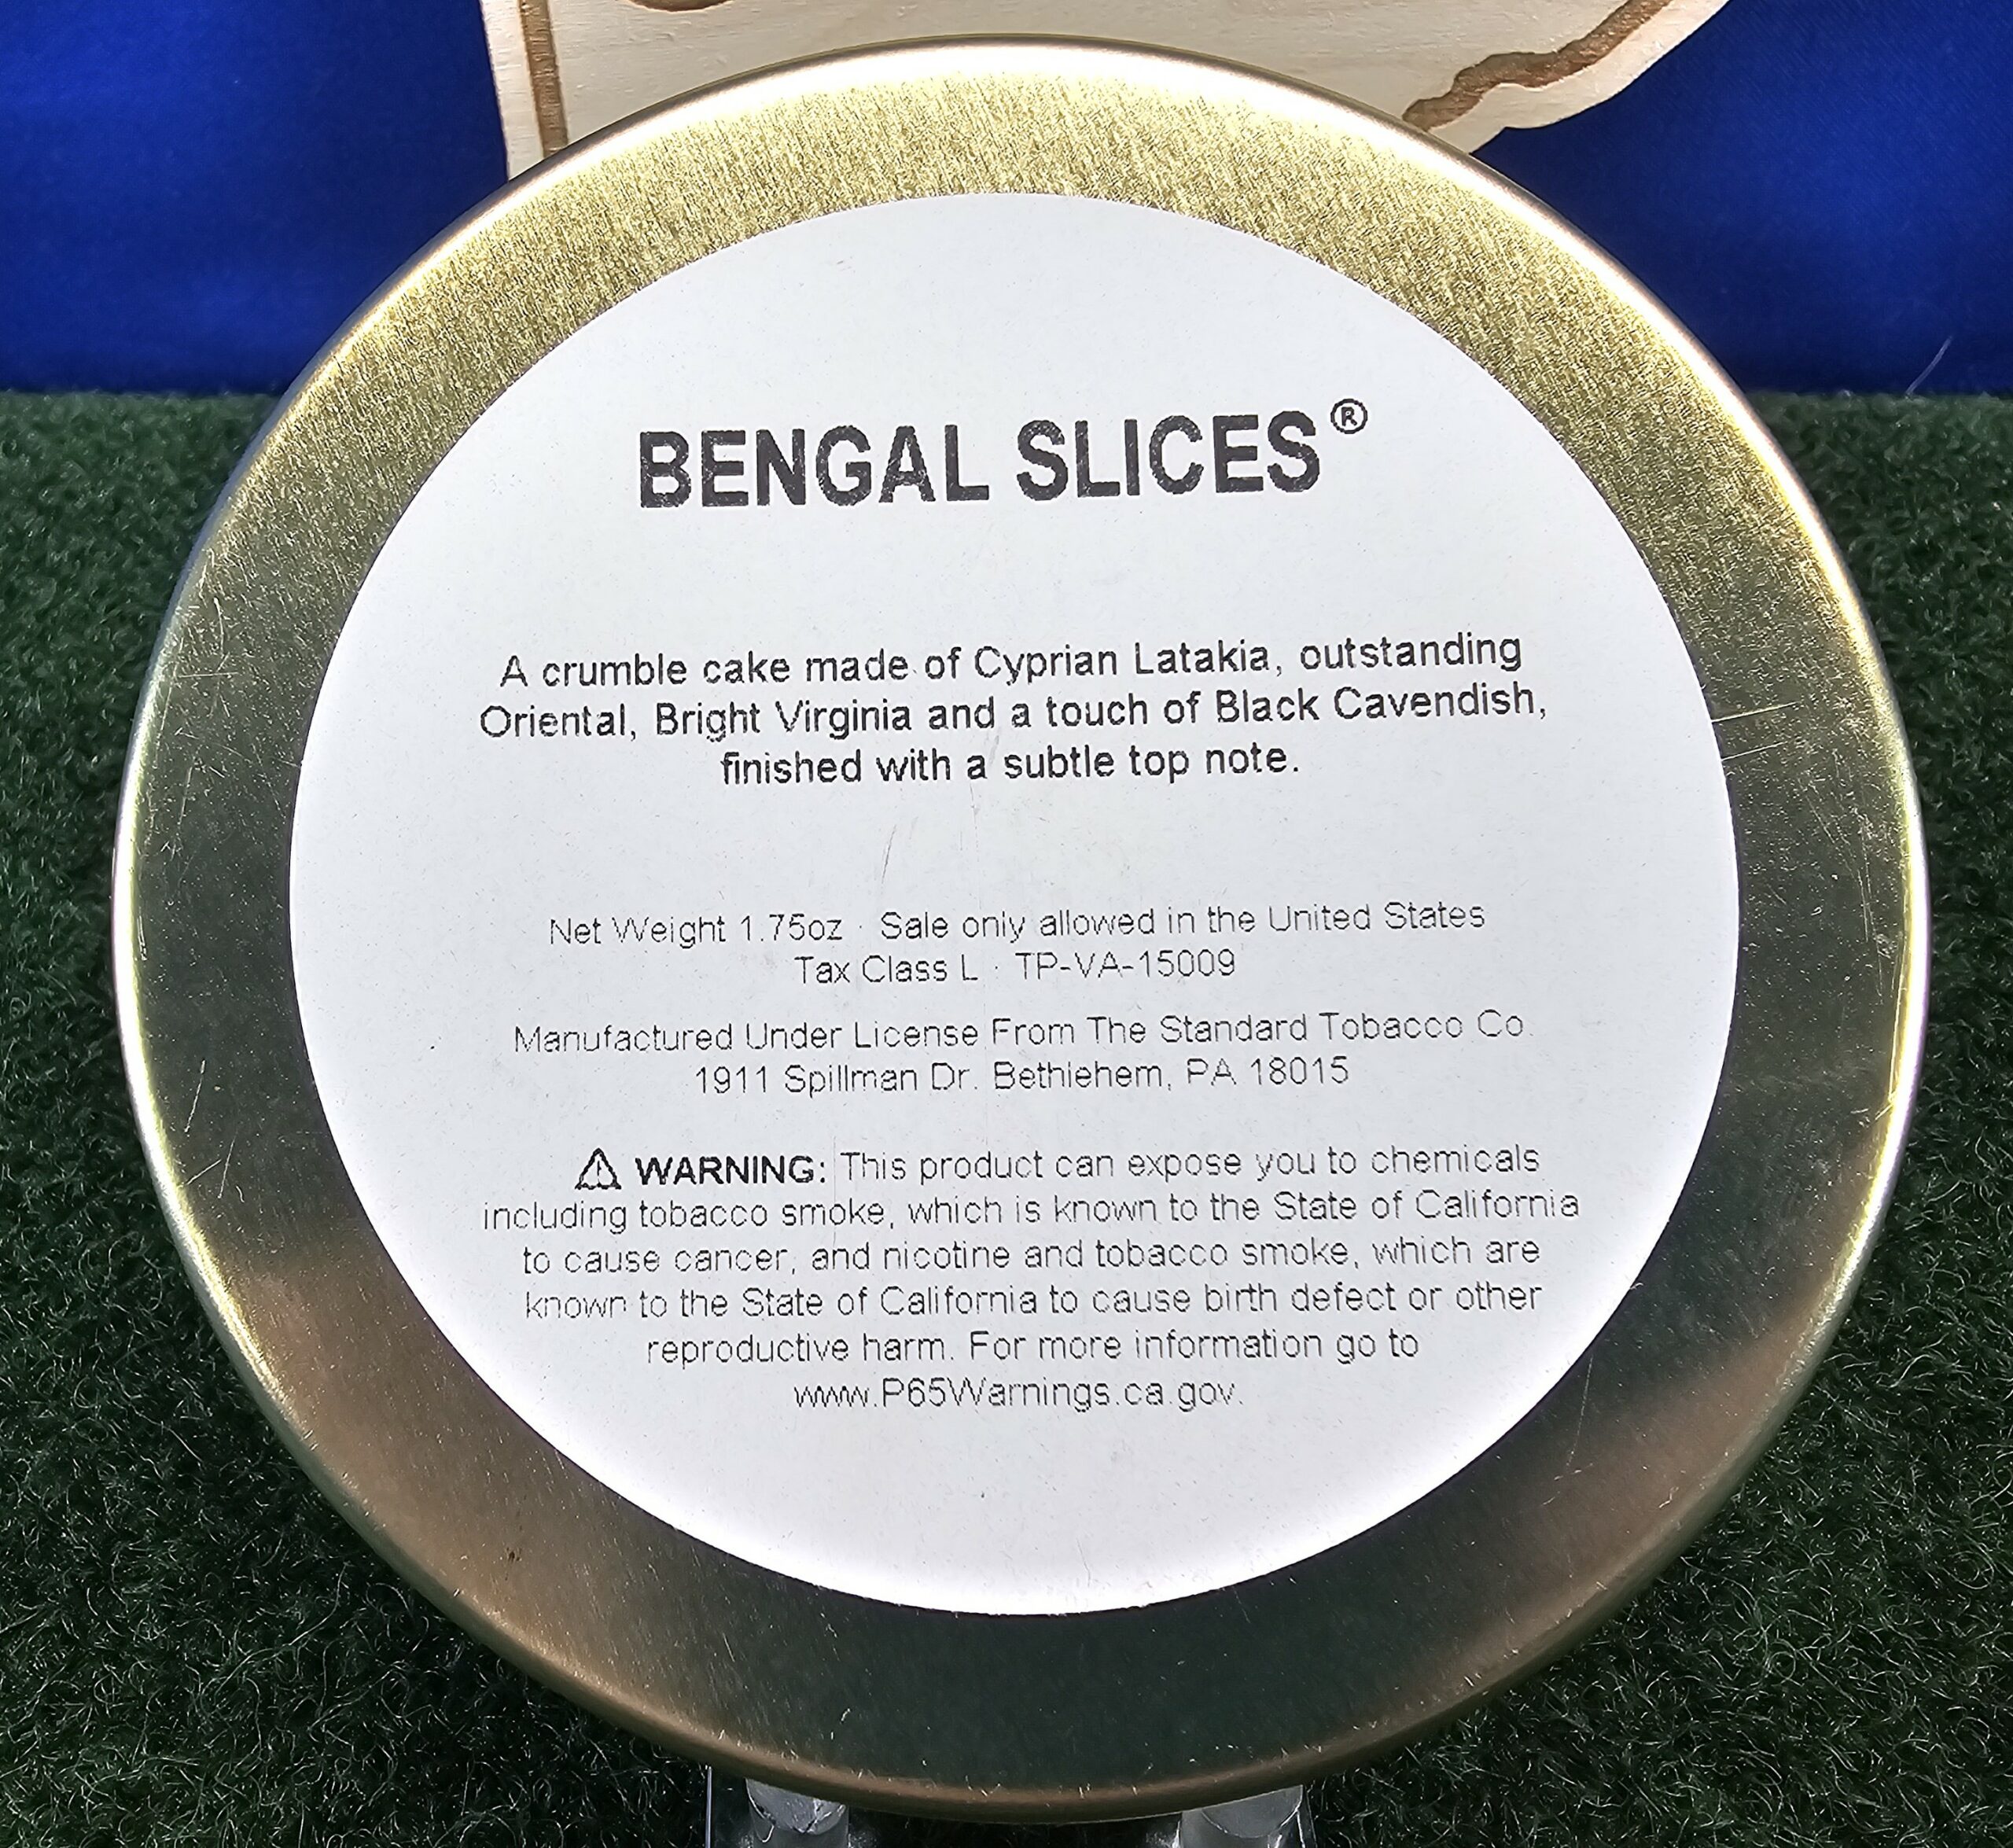 BENGAL SLICES®
A crumble cake made of Cyprian Latakia, outstanding
Oriental, Bright Virginia and a touch of Black Cavendish,
finished with a subtle top note.
Net Weight 1.75oz · Sale only allowed in the United States
Tax Class L · TP-VA-15009
Manufactured Under License From The Standard Tobacco Co.
1911 Spillman Dr. Bethlehem, PA 18015
⚠ WARNING: This product can expose you to chemicals
including tobacco smoke, which is known to the State of California
to cause cancer, and nicotine and tobacco smoke, which are
known to the State of California to cause birth defect or other
reproductive harm. For more information go to
www.P65Warnings.ca.gov.